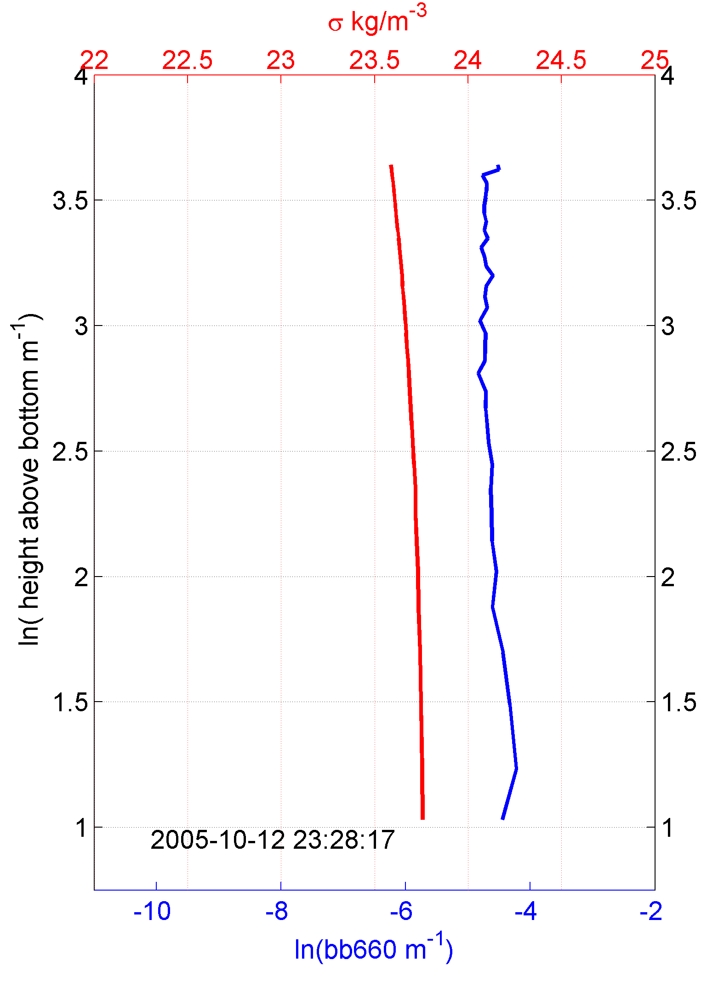 σ kg/m-3
22 22.5 23 23.5 24 24.5 25
4 4
3.5 3.5
3 3
2.5 2.5
2 2
1.5 1.5
1 1
ln( height above bottom m-1)
2005-10-12 23:28:17
-10 -8 -6 -4 -2
ln(bb660 m-1)